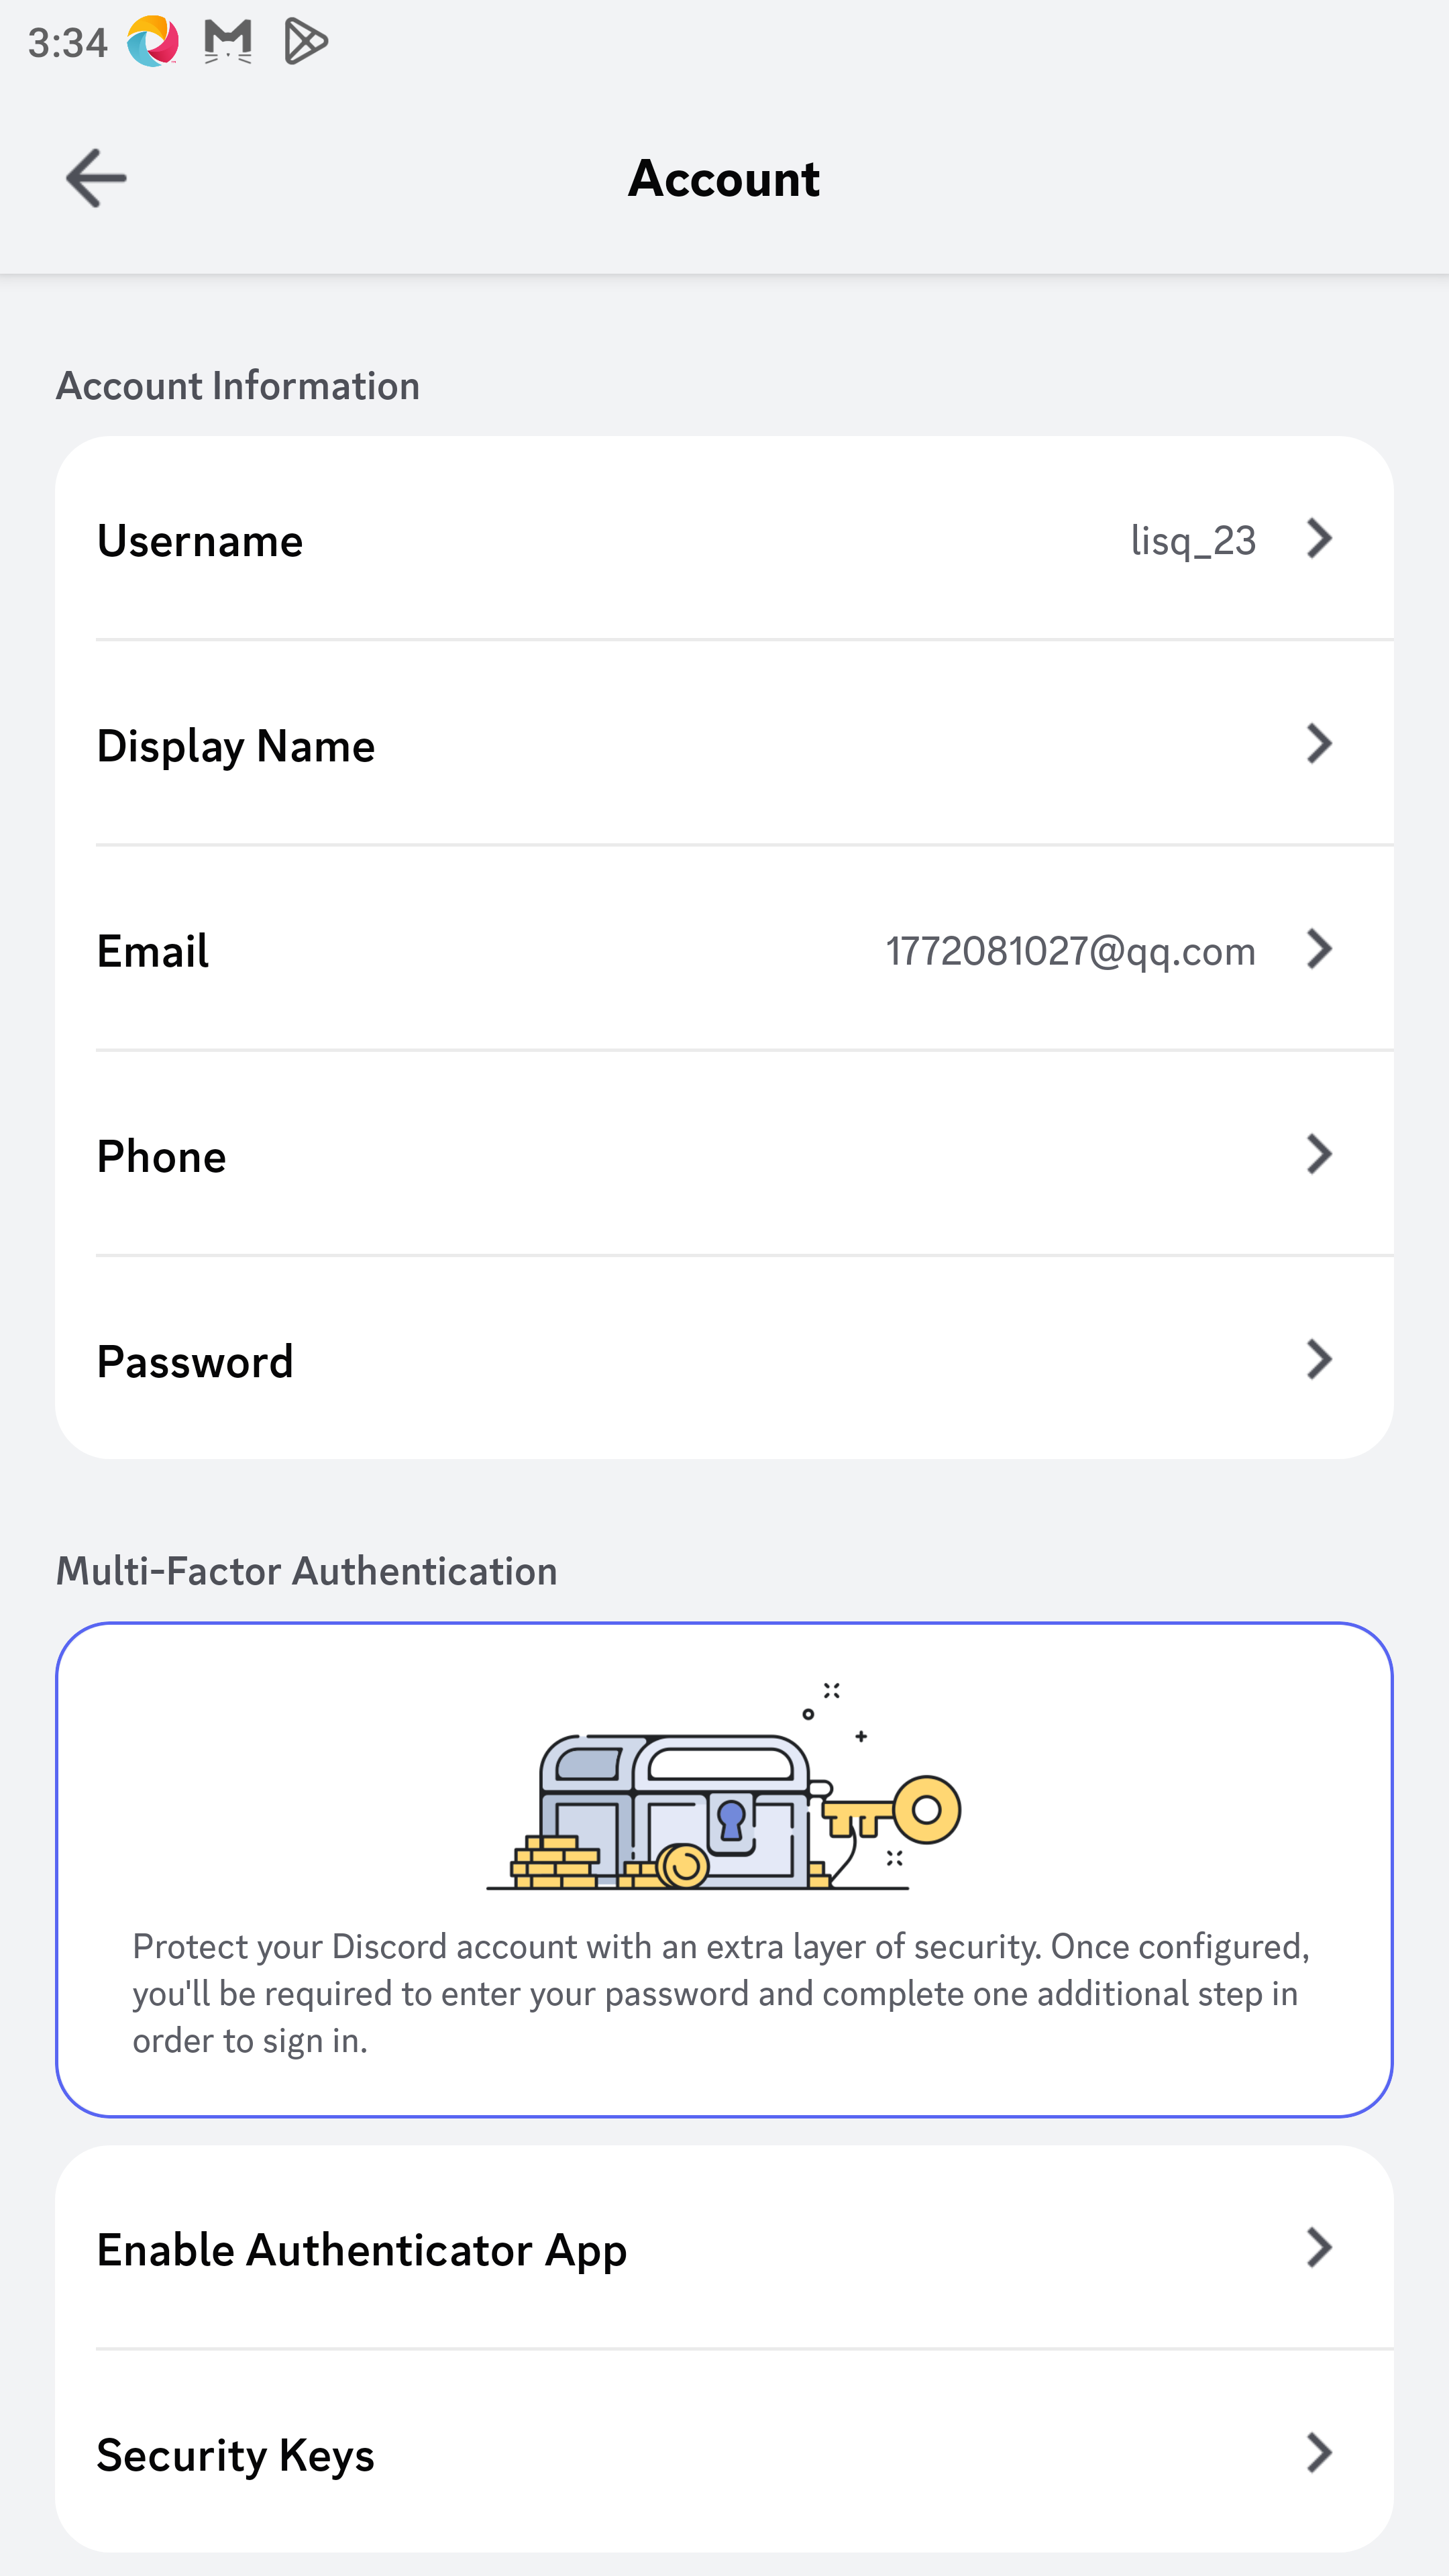 3:34
Account
Account Information
Username lisq_23
Display Name
Email 1772081027@qq.com
Phone
Password
Multi-Factor Authentication
Protect your Discord account with an extra layer of security. Once configured,
you'll be required to enter your password and complete one additional step in
order to sign in.
Enable Authenticator App
Security Keys